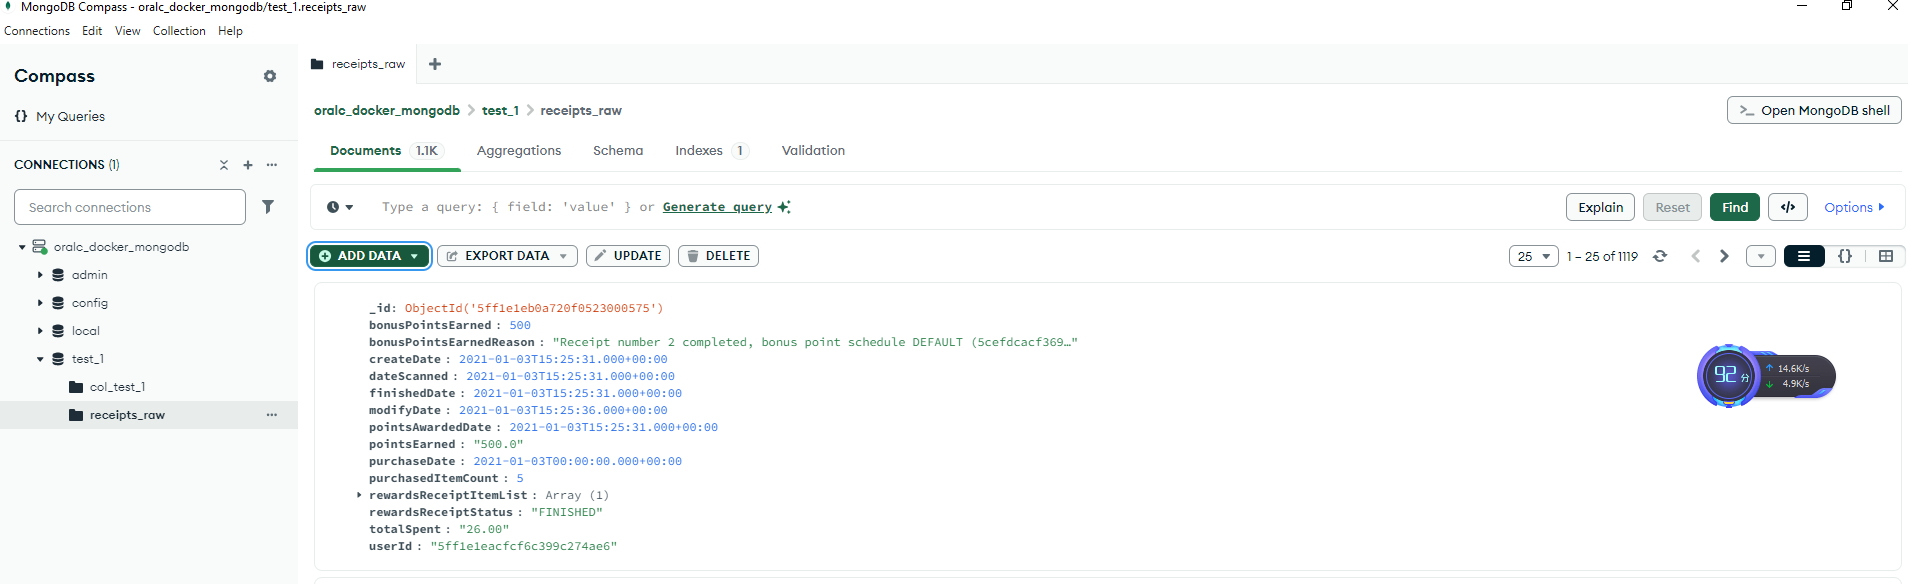 MongoDB Compass - oralc_docker_mongodb/test_1.receipts_raw
Connections Edit View Collection Help
Compass
{} My Queries
CONNECTIONS (1)
Search connections
oralc_docker_mongodb
admin
config
local
test_1
col_test_1
receipts_raw
receipts_raw
oralc_docker_mongodb > test_1 > receipts_raw
>_ Open MongoDB shell
Documents 1.1K Aggregations Schema Indexes 1 Validation
Type a query: { field: 'value' } or Generate query
Explain Reset Find </> Options
ADD DATA EXPORT DATA UPDATE DELETE
25 1 – 25 of 1119 {}
_id: ObjectId('5ff1e1eb0a720f0523000575')
bonusPointsEarned : 500
bonusPointsEarnedReason : "Receipt number 2 completed, bonus point schedule DEFAULT (5cefdcacf369…"
createDate : 2021-01-03T15:25:31.000+00:00
dateScanned : 2021-01-03T15:25:31.000+00:00
finishedDate : 2021-01-03T15:25:31.000+00:00
modifyDate : 2021-01-03T15:25:36.000+00:00
pointsAwardedDate : 2021-01-03T15:25:31.000+00:00
pointsEarned : "500.0"
purchaseDate : 2021-01-03T00:00:00.000+00:00
purchasedItemCount : 5
rewardsReceiptItemList : Array (1)
rewardsReceiptStatus : "FINISHED"
totalSpent : "26.00"
userId : "5ff1e1eacfcf6c399c274ae6"
92分
↑ 14.6K/s
↓ 4.9K/s